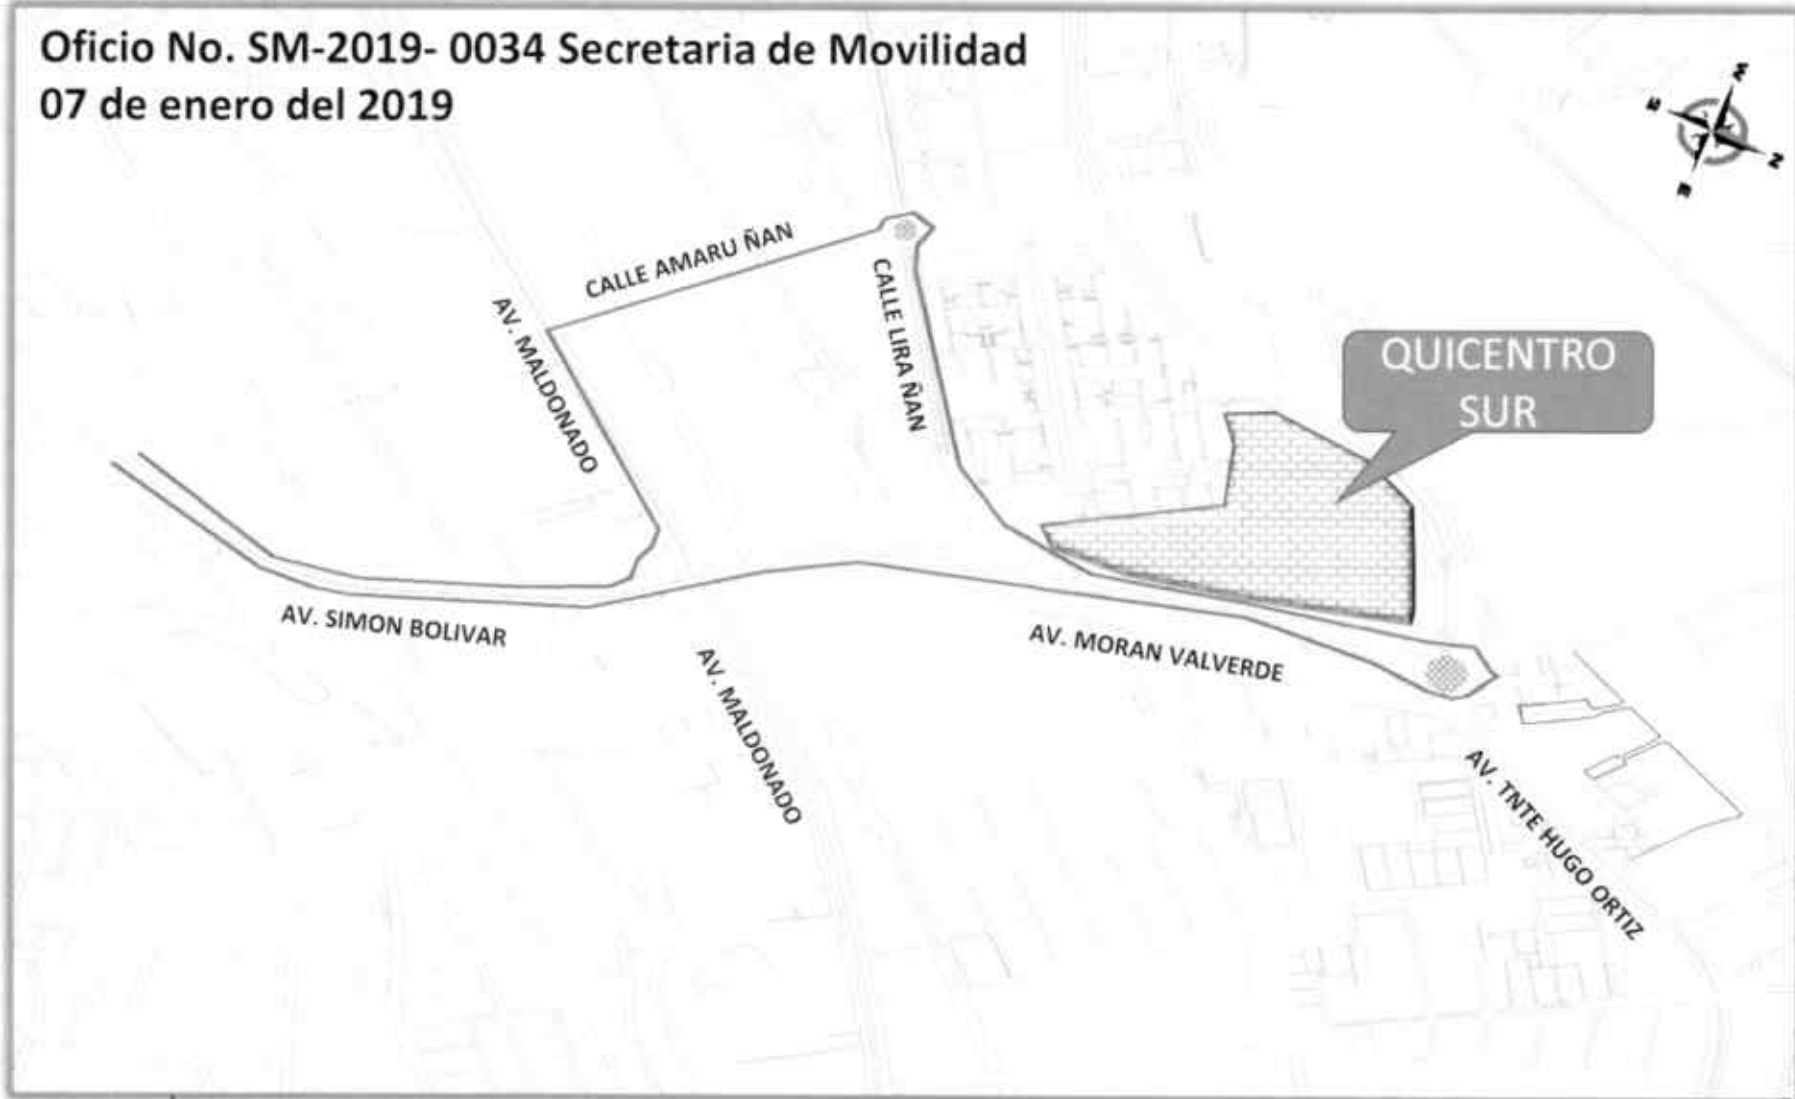 Oficio No. SM-2019- 0034 Secretaria de Movilidad
07 de enero del 2019
CALLE AMARU ÑAN
AV. MALDONADO
CALLE LIRA ÑAN
QUICENTRO
SUR
AV. SIMON BOLIVAR
AV. MORAN VALVERDE
AV. MALDONADO
AV. TNTE HUGO ORTIZ